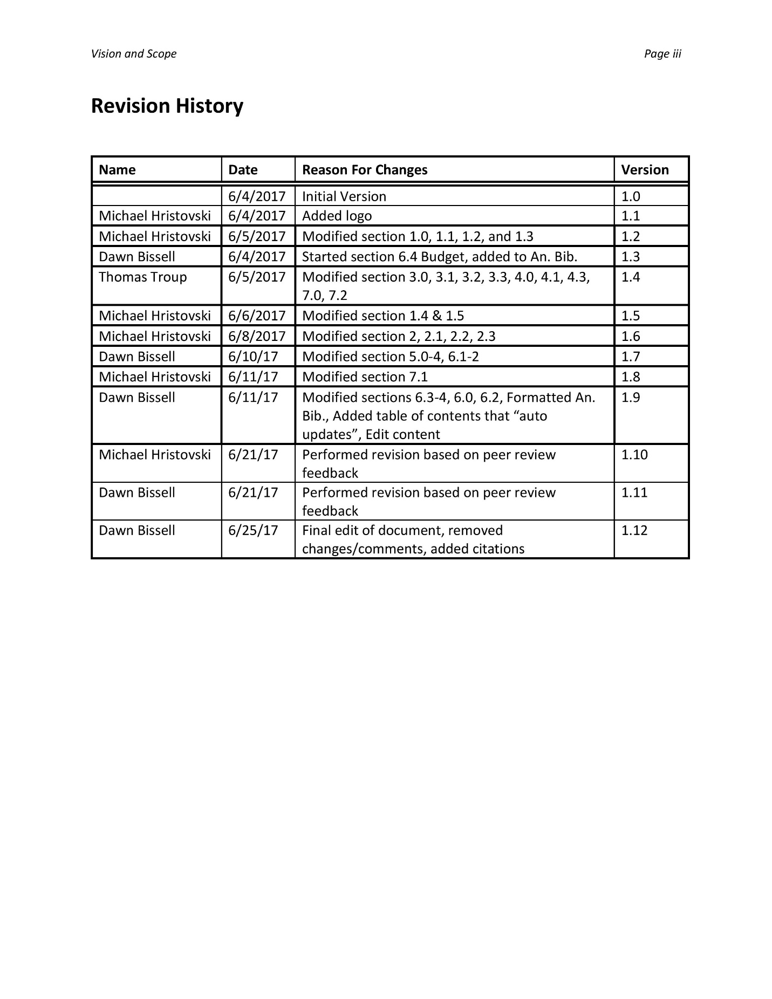 Vision and Scope Page iii
Revision History
Name Date Reason For Changes Version
6/4/2017 Initial Version 1.0
Michael Hristovski 6/4/2017 Added logo 1.1
Michael Hristovski 6/5/2017 Modified section 1.0, 1.1, 1.2, and 1.3 1.2
Dawn Bissell 6/4/2017 Started section 6.4 Budget, added to An. Bib. 1.3
Thomas Troup 6/5/2017 Modified section 3.0, 3.1, 3.2, 3.3, 4.0, 4.1, 4.3, 1.4
7.0, 7.2
Michael Hristovski 6/6/2017 Modified section 1.4 & 1.5 1.5
Michael Hristovski 6/8/2017 Modified section 2, 2.1, 2.2, 2.3 1.6
Dawn Bissell 6/10/17 Modified section 5.0-4, 6.1-2 1.7
Michael Hristovski 6/11/17 Modified section 7.1 1.8
Dawn Bissell 6/11/17 Modified sections 6.3-4, 6.0, 6.2, Formatted An. 1.9
Bib., Added table of contents that “auto
updates”, Edit content
Michael Hristovski 6/21/17 Performed revision based on peer review 1.10
feedback
Dawn Bissell 6/21/17 Performed revision based on peer review 1.11
feedback
Dawn Bissell 6/25/17 Final edit of document, removed 1.12
changes/comments, added citations